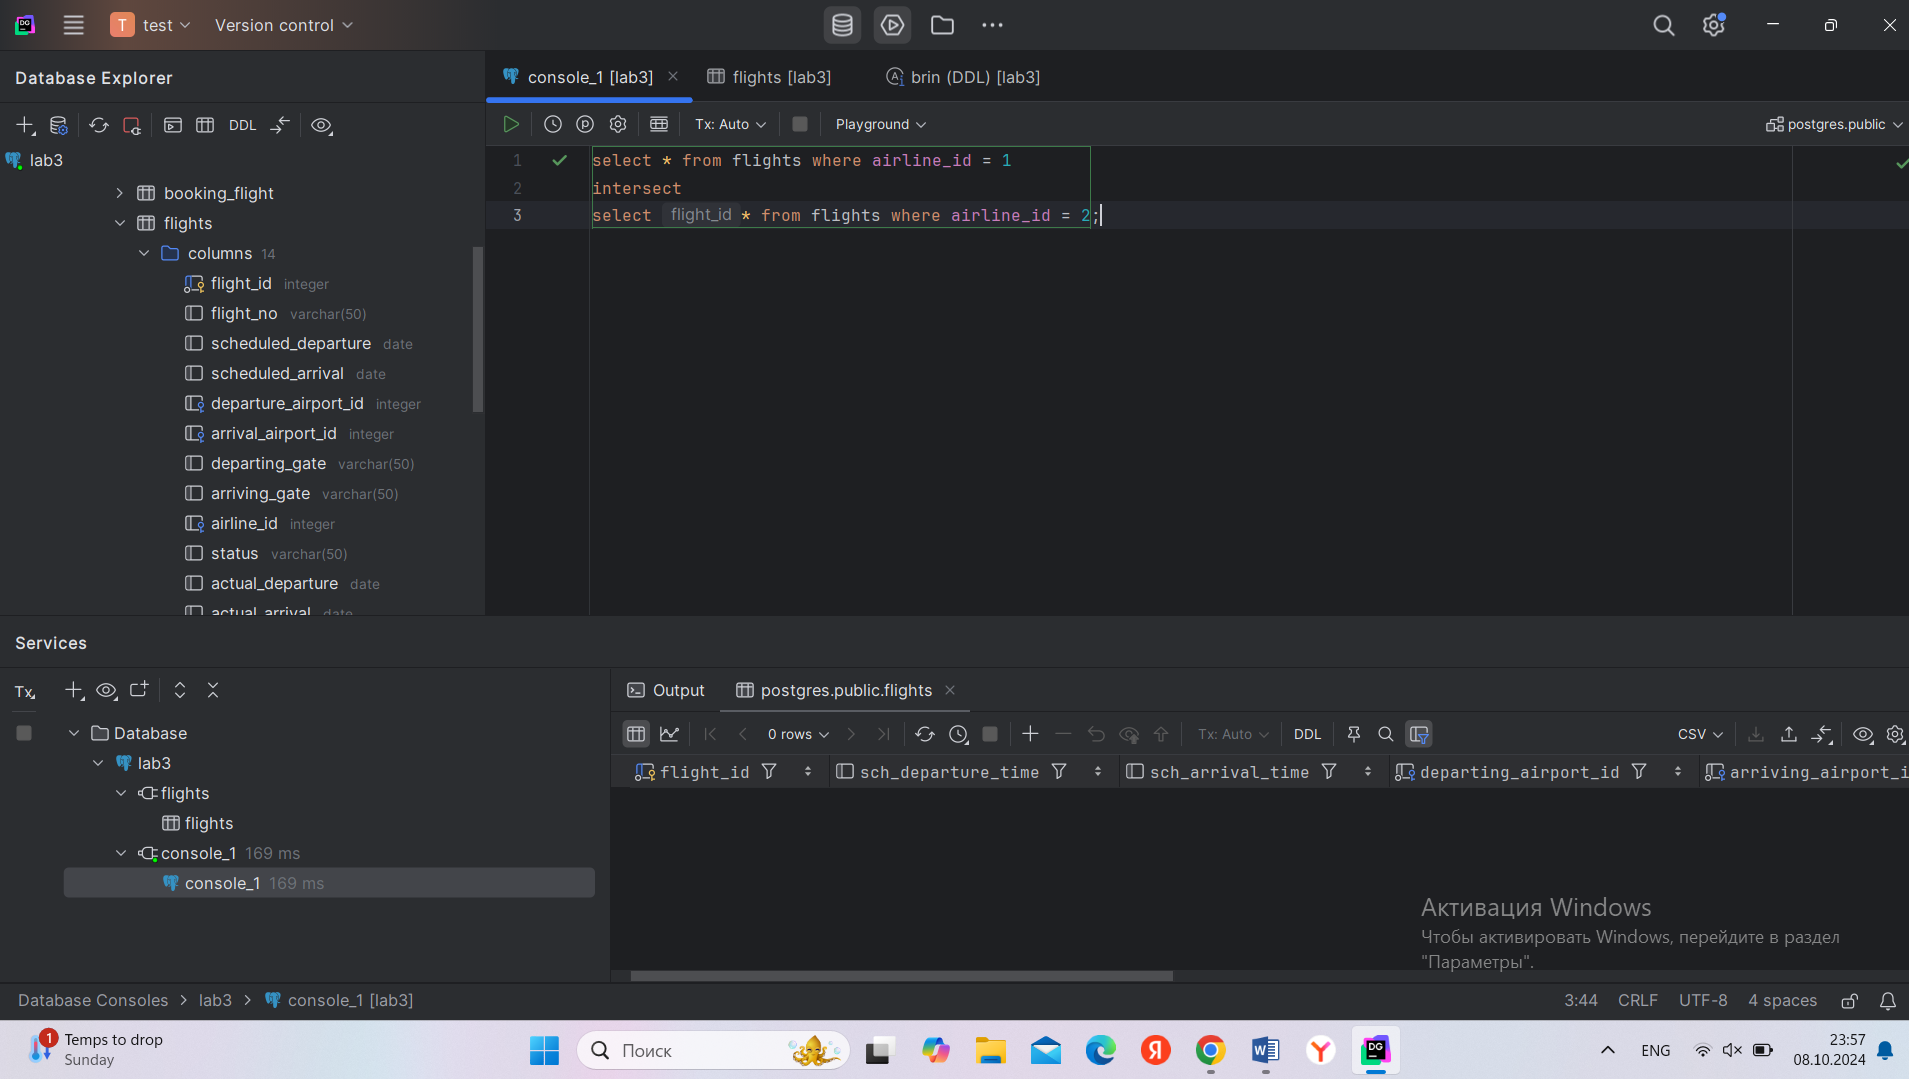 T test Version control
Database Explorer
console_1 [lab3]
flights [lab3]
brin (DDL) [lab3]
DDL
Tx: Auto
Playground
postgres.public
lab3
booking_flight
flights
columns 14
flight_id integer
flight_no varchar(50)
scheduled_departure date
scheduled_arrival date
departure_airport_id integer
arrival_airport_id integer
departing_gate varchar(50)
arriving_gate varchar(50)
airline_id integer
status varchar(50)
actual_departure date
actual_arrival date
1 select * from flights where airline_id = 1
2 intersect
3 select flight_id * from flights where airline_id = 2;
Services
Tx
Database
lab3
flights
flights
console_1 169 ms
console_1 169 ms
Output
postgres.public.flights
0 rows
Tx: Auto
DDL
CSV
flight_id
sch_departure_time
sch_arrival_time
departing_airport_id
arriving_airport_i
Активация Windows
Чтобы активировать Windows, перейдите в раздел
"Параметры".
Database Consoles > lab3 > console_1 [lab3]
3:44 CRLF UTF-8 4 spaces
1
Temps to drop
Sunday
Поиск
ENG
23:57
08.10.2024